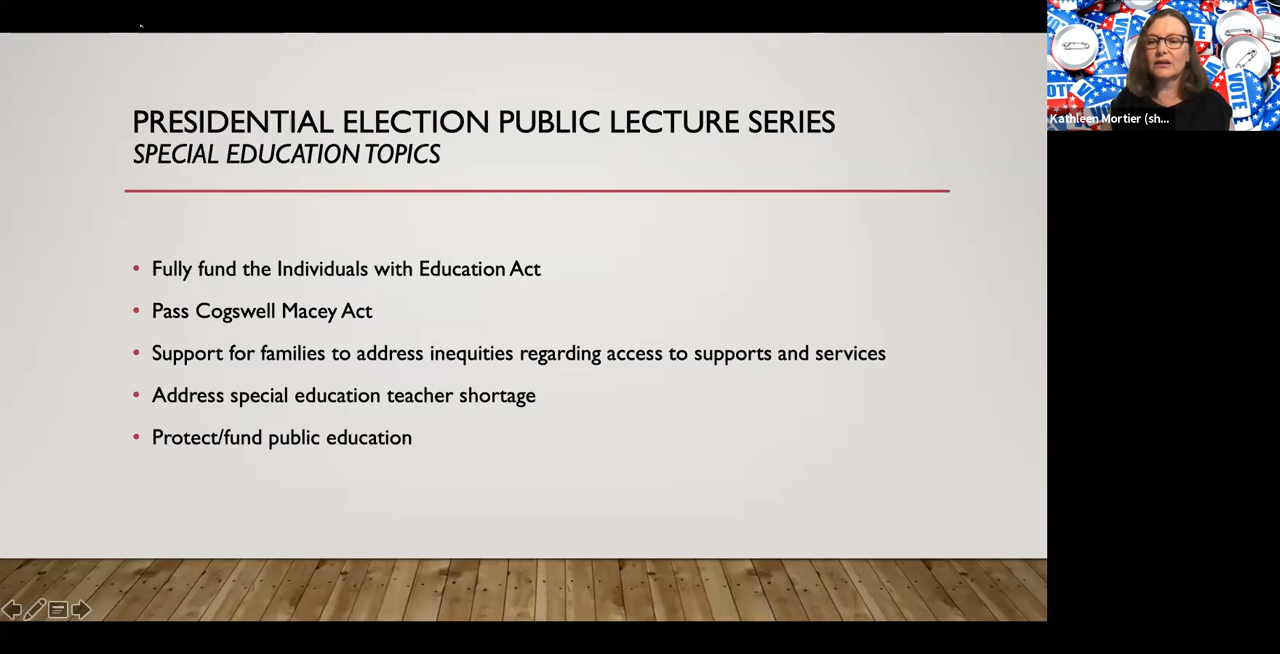 PRESIDENTIAL ELECTION PUBLIC LECTURE SERIES
SPECIAL EDUCATION TOPICS
• Fully fund the Individuals with Education Act
• Pass Cogswell Macey Act
• Support for families to address inequities regarding access to supports and services
• Address special education teacher shortage
• Protect/fund public education
VOTE
VOTE
Kathleen Mortier (sh...